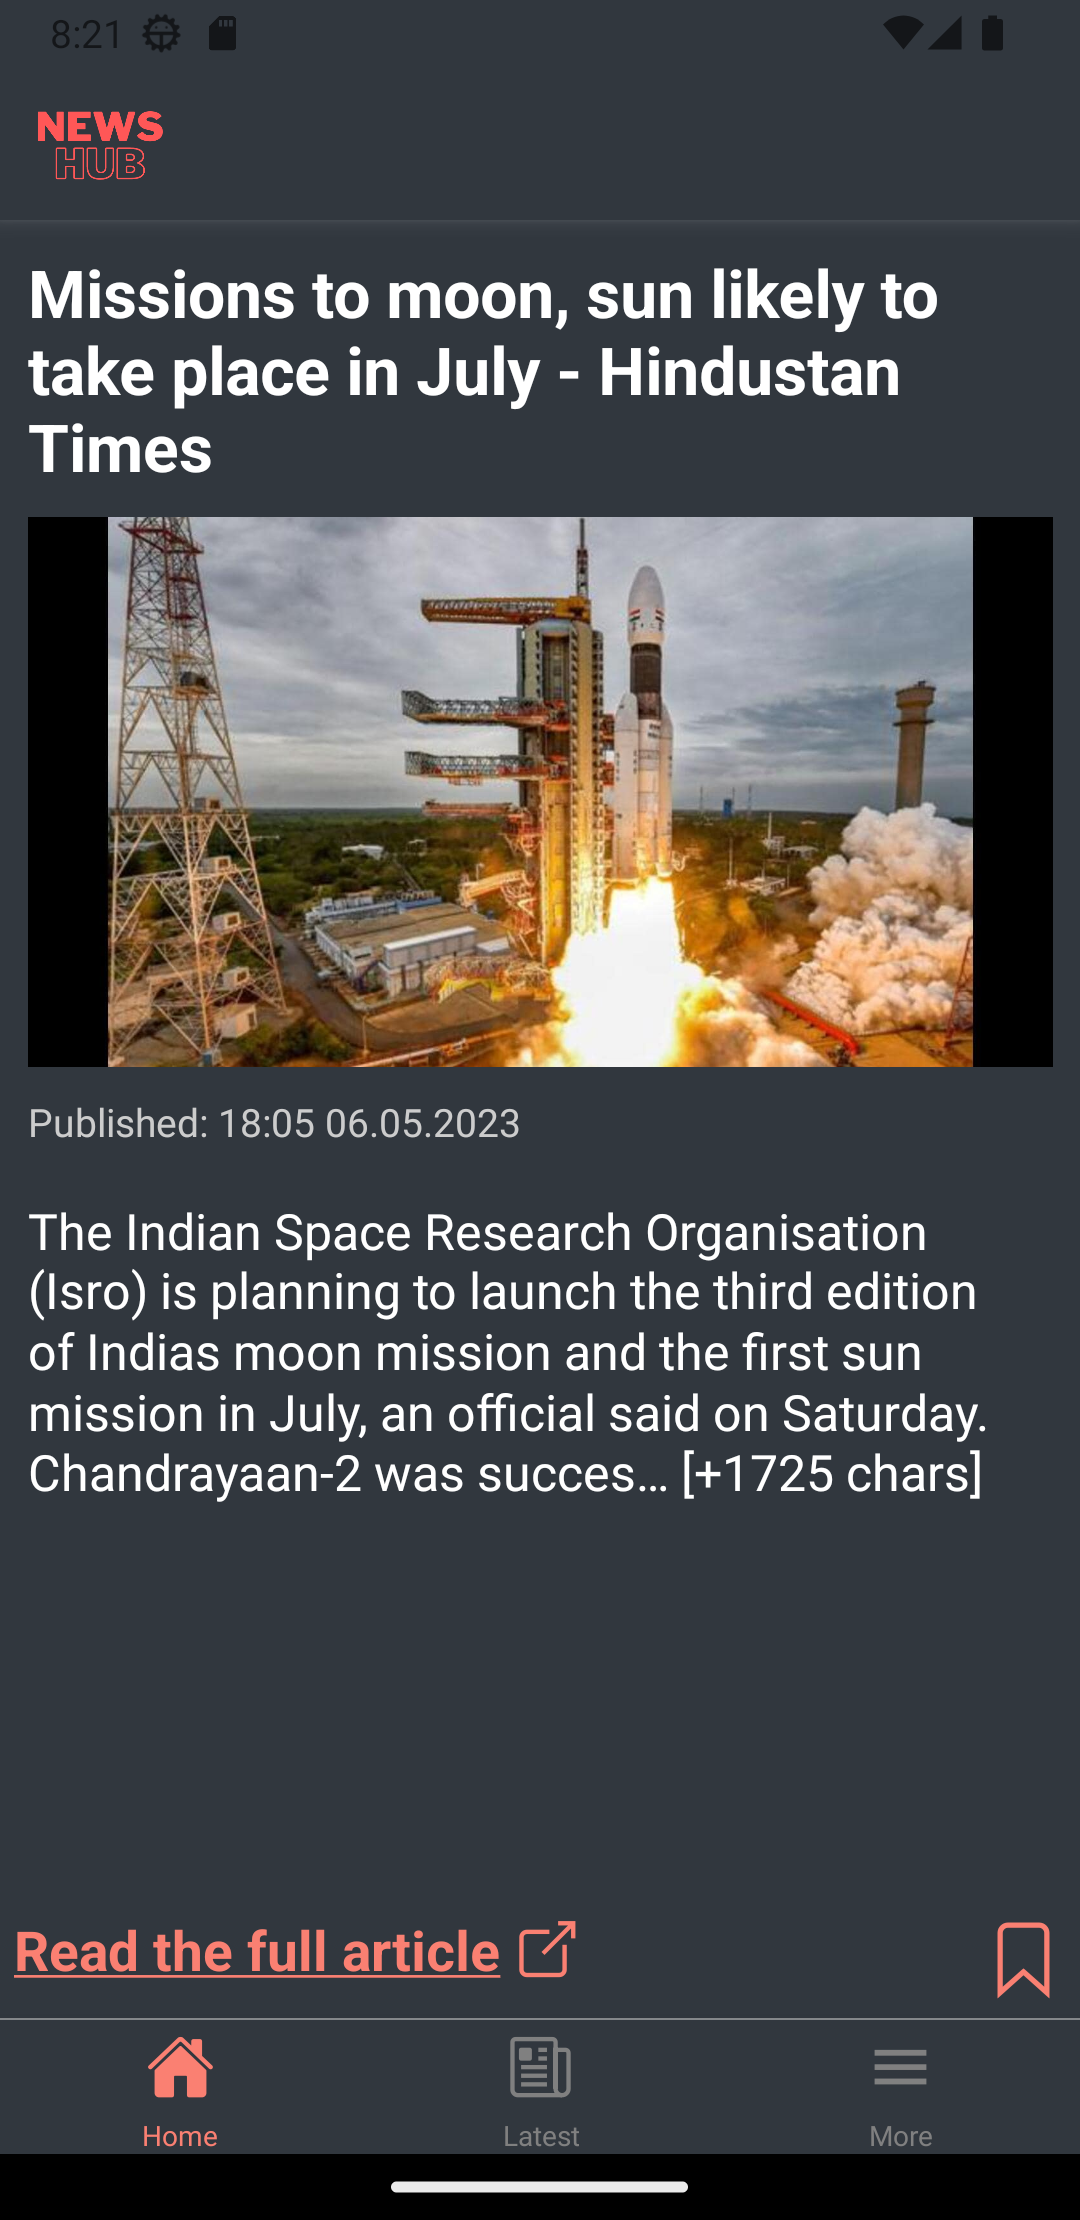 8:21
NEWS
HUB
Missions to moon, sun likely to
take place in July - Hindustan
Times
Published: 18:05 06.05.2023
The Indian Space Research Organisation
(Isro) is planning to launch the third edition
of Indias moon mission and the first sun
mission in July, an official said on Saturday.
Chandrayaan-2 was succes… [+1725 chars]
Read the full article
Home
Latest
More